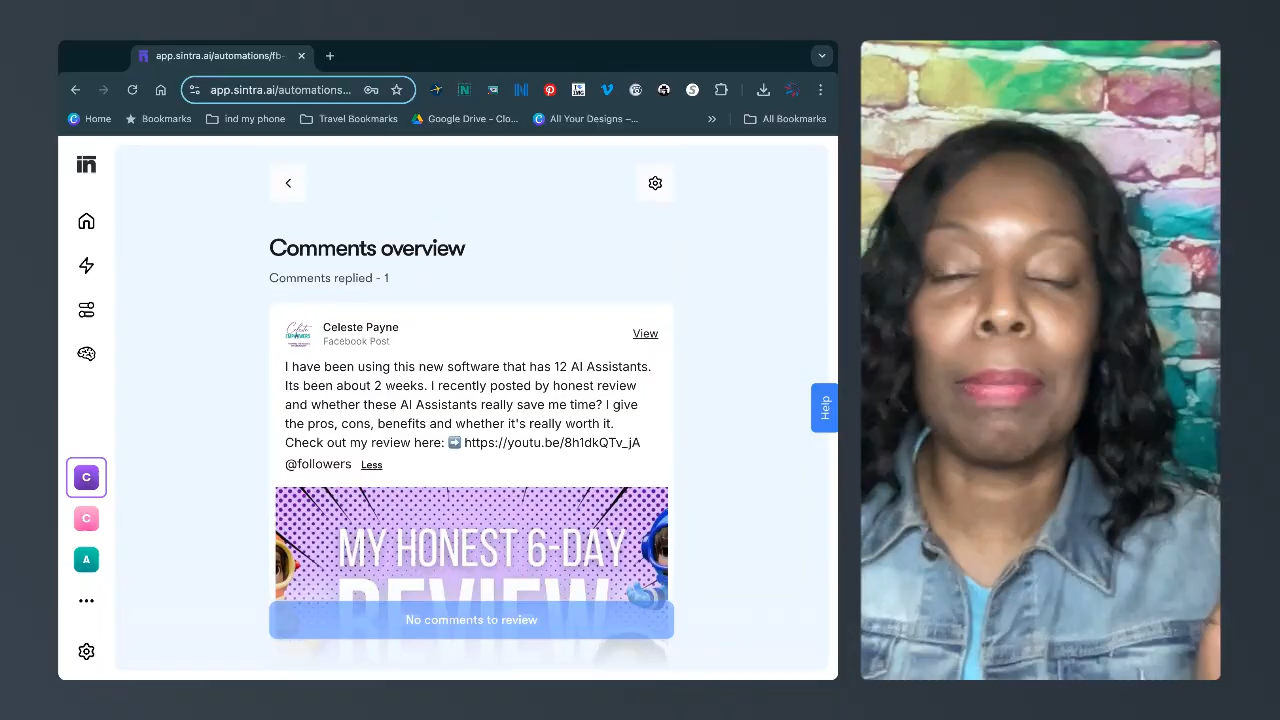 app.sintra.ai/automations/fb-
app.sintra.ai/automations...
Home
Bookmarks
ind my phone
Travel Bookmarks
Google Drive – Clo...
All Your Designs –...
»
All Bookmarks
in
Comments overview
Comments replied - 1
Celeste Payne
Facebook Post
View
I have been using this new software that has 12 AI Assistants.
Its been about 2 weeks. I recently posted by honest review
and whether these AI Assistants really save me time? I give
the pros, cons, benefits and whether it's really worth it.
Check out my review here: ➡️ https://youtu.be/8h1dkQTv_jA
@followers Less
MY HONEST 6-DAY
REVIEW
No comments to review
Help
C
C
A